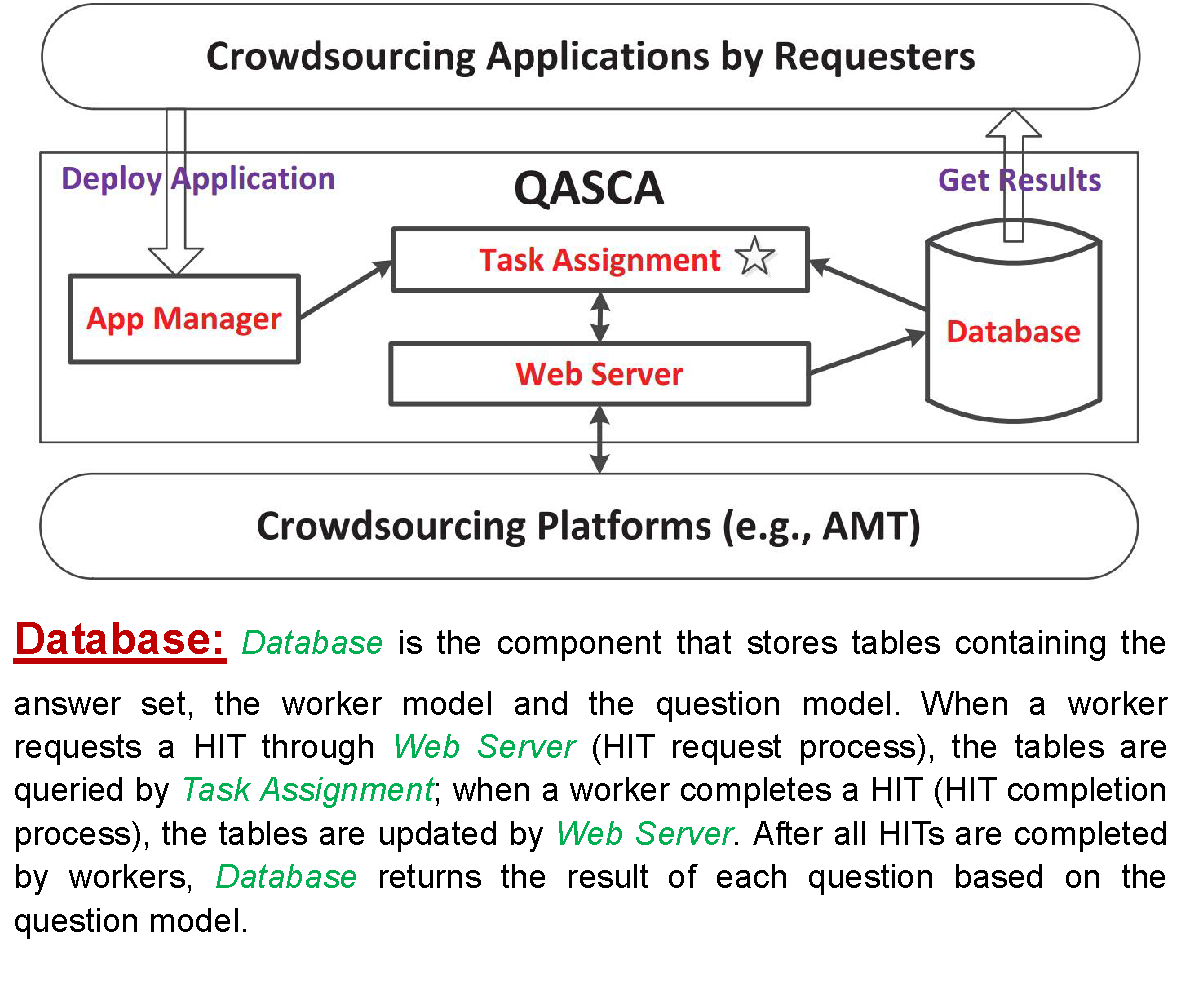 Crowdsourcing Applications by Requesters
Deploy Application
QASCA
Get Results
Task Assignment
App Manager
Database
Web Server
Crowdsourcing Platforms (e.g., AMT)
Database: Database is the component that stores tables containing the
answer set, the worker model and the question model. When a worker
requests a HIT through Web Server (HIT request process), the tables are
queried by Task Assignment; when a worker completes a HIT (HIT completion
process), the tables are updated by Web Server. After all HITs are completed
by workers, Database returns the result of each question based on the
question model.